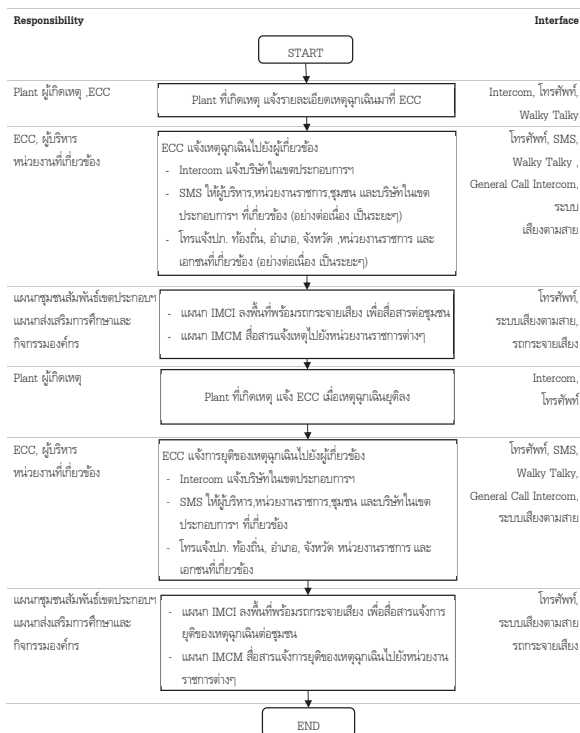 Responsibility Interface
START
Plant ผู้เกิดเหตุ ,ECC
Plant ที่เกิดเหตุ แจ้งรายละเอียดเหตุฉุกเฉินมาที่ ECC
Intercom, โทรศัพท์,
Walky Talky
ECC, ผู้บริหาร
หน่วยงานที่เกี่ยวข้อง
ECC แจ้งเหตุฉุกเฉินไปยังผู้เกี่ยวข้อง
- Intercom แจ้งบริษัทในเขตประกอบการฯ
- SMS ให้ผู้บริหาร,หน่วยงานราชการ,ชุมชน และบริษัทในเขต
ประกอบการฯ ที่เกี่ยวข้อง (อย่างต่อเนื่อง เป็นระยะๆ)
- โทรแจ้งปภ. ท้องถิ่น, อำเภอ, จังหวัด ,หน่วยงานราชการ และ
เอกชนที่เกี่ยวข้อง (อย่างต่อเนื่อง เป็นระยะๆ)
โทรศัพท์, SMS,
Walky Talky ,
General Call Intercom,
ระบบ
เสียงตามสาย
แผนกชุมชนสัมพันธ์เขตประกอบฯ
แผนกส่งเสริมการศึกษาและ
กิจกรรมองค์กร
- แผนก IMCI ลงพื้นที่พร้อมรถกระจายเสียง เพื่อสื่อสารต่อชุมชน
- แผนก IMCM สื่อสารแจ้งเหตุไปยังหน่วยงานราชการต่างๆ
โทรศัพท์,
ระบบเสียงตามสาย,
รถกระจายเสียง
Plant ผู้เกิดเหตุ
Plant ที่เกิดเหตุ แจ้ง ECC เมื่อเหตุฉุกเฉินยุติลง
Intercom,
โทรศัพท์
ECC, ผู้บริหาร
หน่วยงานที่เกี่ยวข้อง
ECC แจ้งการยุติของเหตุฉุกเฉินไปยังผู้เกี่ยวข้อง
- Intercom แจ้งบริษัทในเขตประกอบการฯ
- SMS ให้ผู้บริหาร,หน่วยงานราชการ,ชุมชน และบริษัทในเขต
ประกอบการฯ ที่เกี่ยวข้อง
- โทรแจ้งปภ. ท้องถิ่น, อำเภอ, จังหวัด หน่วยงานราชการ และ
เอกชนที่เกี่ยวข้อง
โทรศัพท์, SMS,
Walky Talky,
General Call Intercom,
ระบบเสียงตามสาย
แผนกชุมชนสัมพันธ์เขตประกอบฯ
แผนกส่งเสริมการศึกษาและ
กิจกรรมองค์กร
- แผนก IMCI ลงพื้นที่พร้อมรถกระจายเสียง เพื่อสื่อสารแจ้งการ
ยุติของเหตุฉุกเฉินต่อชุมชน
- แผนก IMCM สื่อสารแจ้งการยุติของเหตุฉุกเฉินไปยังหน่วยงาน
ราชการต่างๆ
โทรศัพท์,
ระบบเสียงตามสาย
รถกระจายเสียง
END